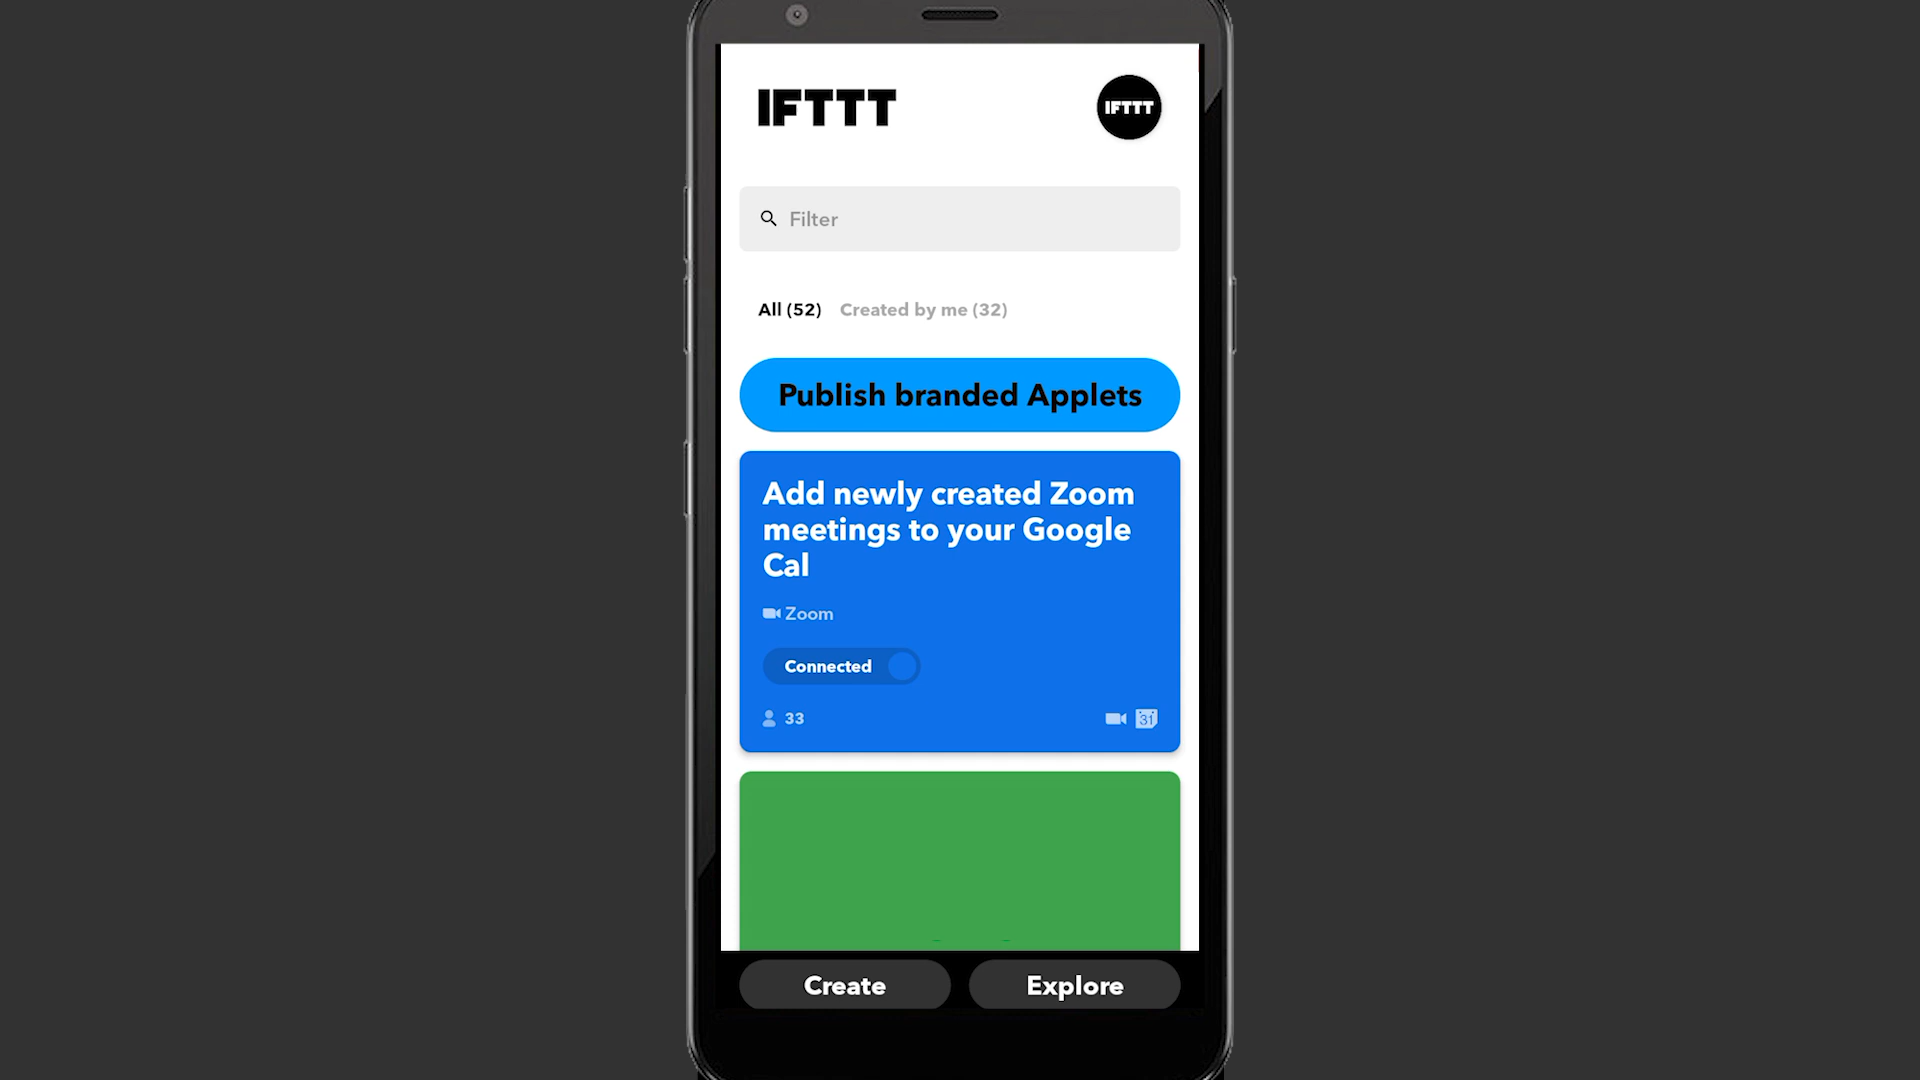 IFTTT
IFTTT
Filter
All (52) Created by me (32)
Publish branded Applets
Add newly created Zoom
meetings to your Google
Cal
Zoom
Connected
33
31
Create
Explore